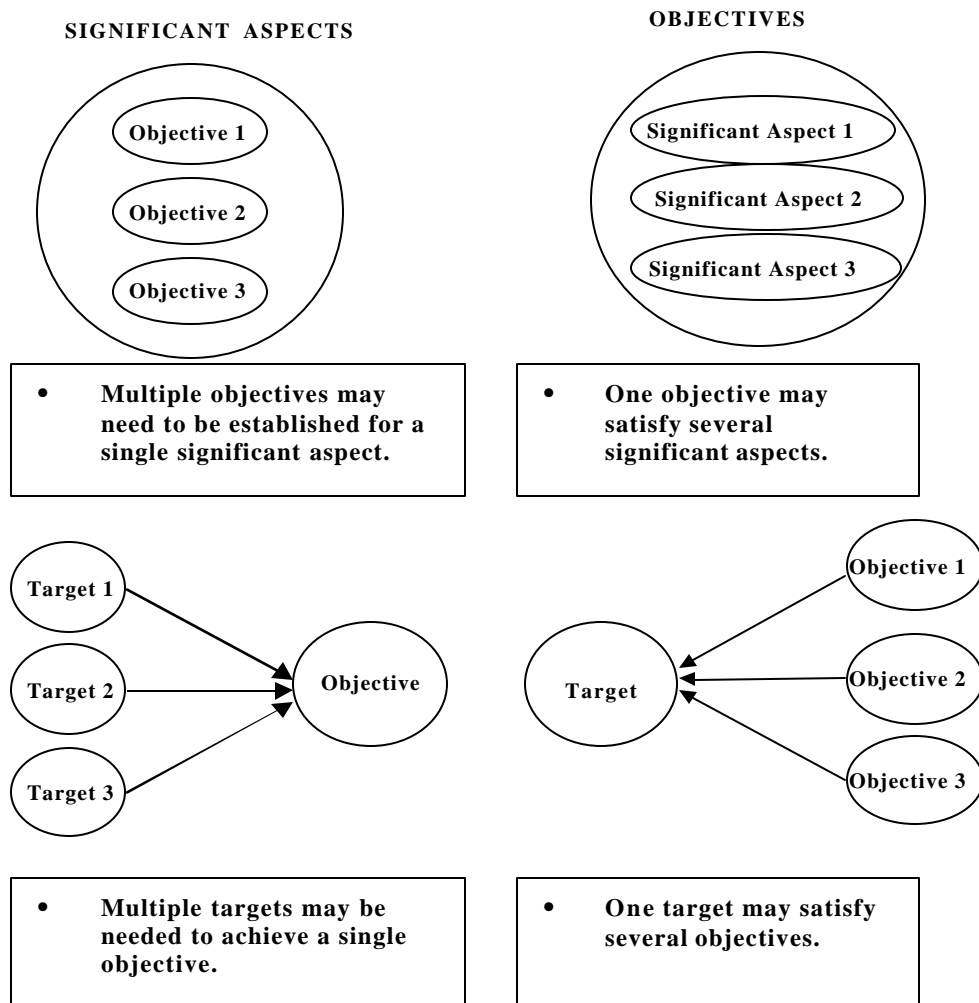 SIGNIFICANT ASPECTS
Objective 1
Objective 2
Objective 3
• Multiple objectives may
need to be established for a
single significant aspect.
OBJECTIVES
Significant Aspect 1
Significant Aspect 2
Significant Aspect 3
• One objective may
satisfy several
significant aspects.
Target 1
Target 2
Target 3
Objective
• Multiple targets may be
needed to achieve a single
objective.
Target
Objective 1
Objective 2
Objective 3
• One target may satisfy
several objectives.